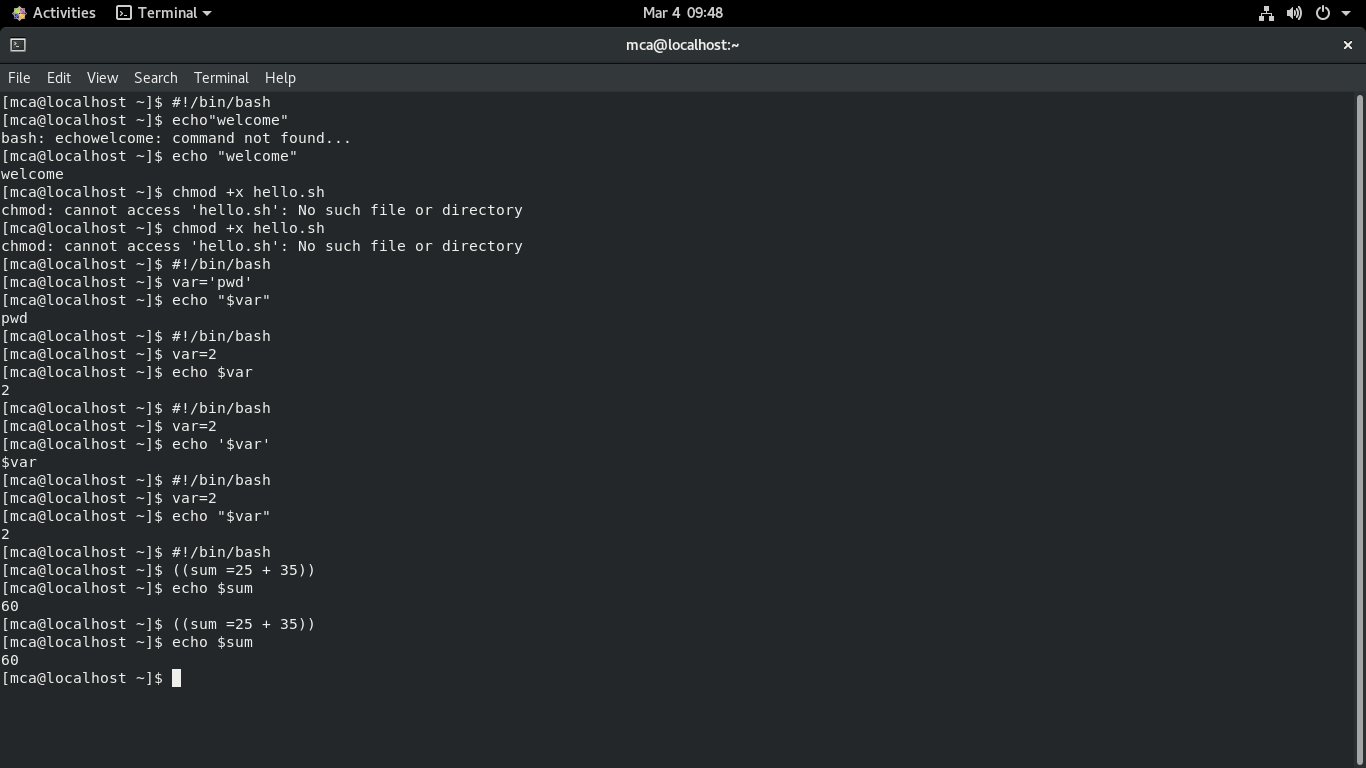 Activities Terminal Mar 4 09:48
mca@localhost:~
File Edit View Search Terminal Help
[mca@localhost ~]$ #!/bin/bash
[mca@localhost ~]$ echo"welcome"
bash: echowelcome: command not found...
[mca@localhost ~]$ echo "welcome"
welcome
[mca@localhost ~]$ chmod +x hello.sh
chmod: cannot access 'hello.sh': No such file or directory
[mca@localhost ~]$ chmod +x hello.sh
chmod: cannot access 'hello.sh': No such file or directory
[mca@localhost ~]$ #!/bin/bash
[mca@localhost ~]$ var='pwd'
[mca@localhost ~]$ echo "$var"
pwd
[mca@localhost ~]$ #!/bin/bash
[mca@localhost ~]$ var=2
[mca@localhost ~]$ echo $var
2
[mca@localhost ~]$ #!/bin/bash
[mca@localhost ~]$ var=2
[mca@localhost ~]$ echo '$var'
$var
[mca@localhost ~]$ #!/bin/bash
[mca@localhost ~]$ var=2
[mca@localhost ~]$ echo "$var"
2
[mca@localhost ~]$ #!/bin/bash
[mca@localhost ~]$ ((sum =25 + 35))
[mca@localhost ~]$ echo $sum
60
[mca@localhost ~]$ ((sum =25 + 35))
[mca@localhost ~]$ echo $sum
60
[mca@localhost ~]$